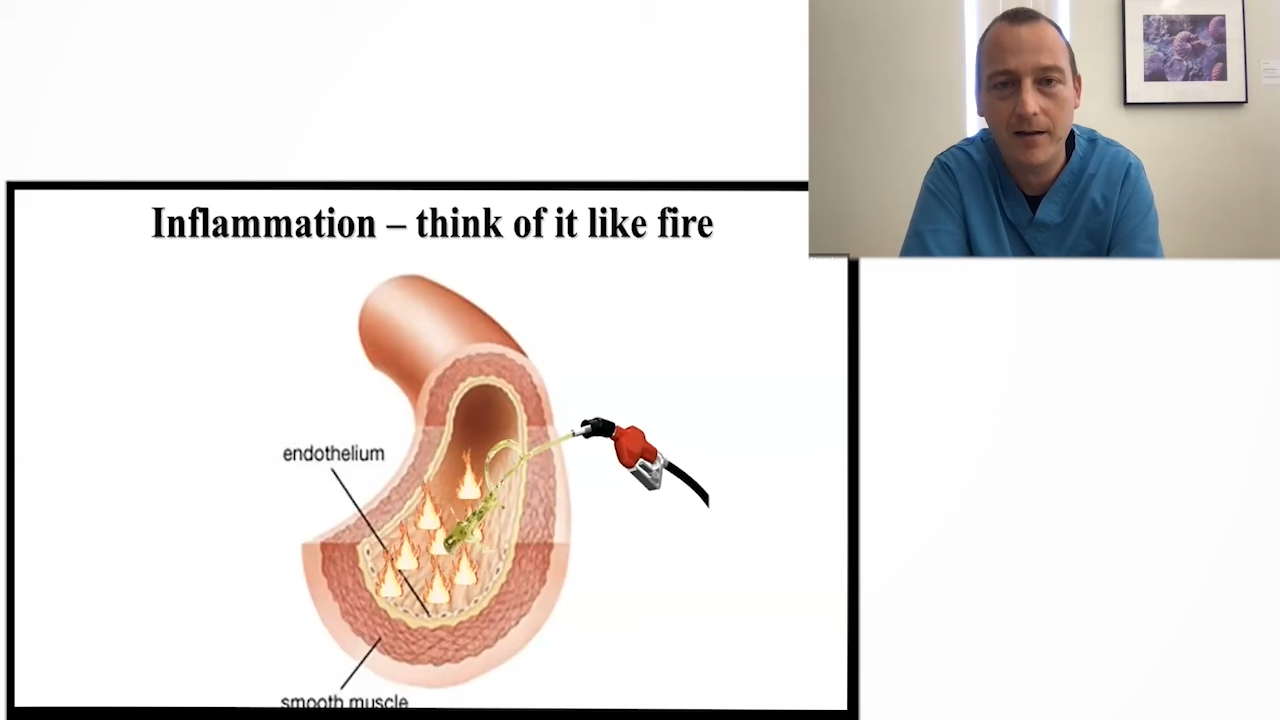 Inflammation – think of it like fire
endothelium
smooth muscle